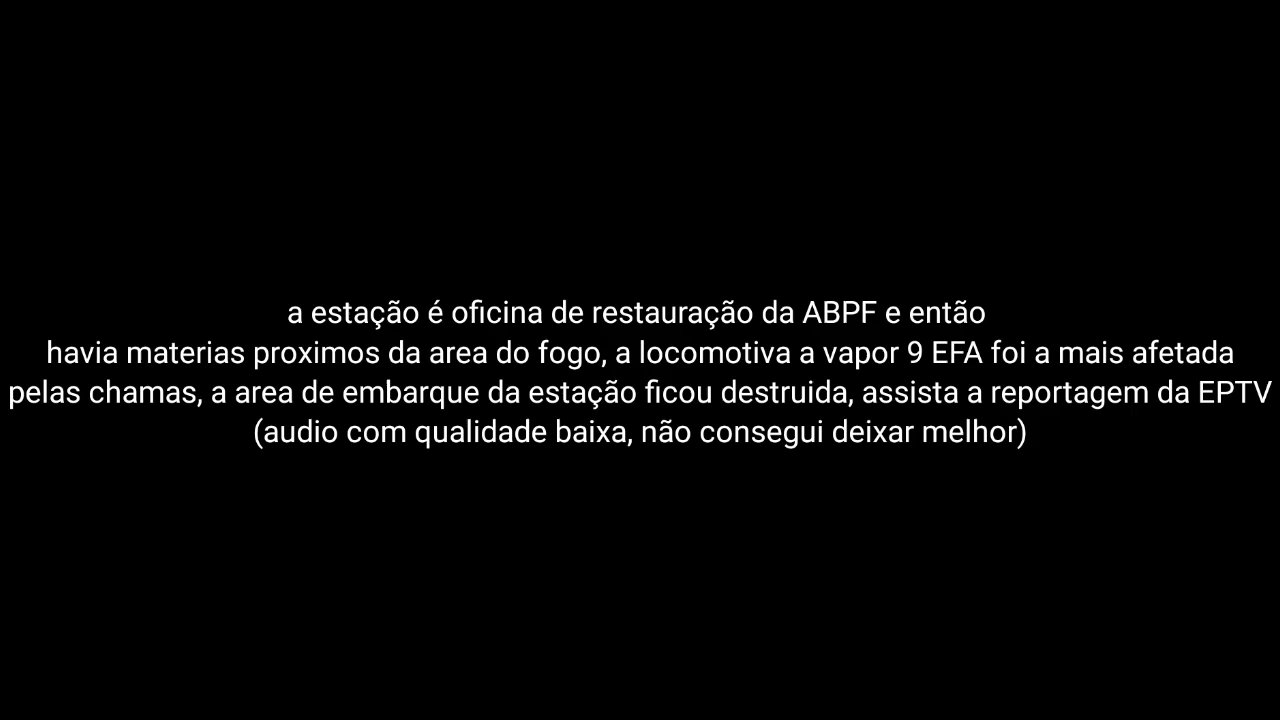 a estação é oficina de restauração da ABPF e então
havia materias proximos da area do fogo, a locomotiva a vapor 9 EFA foi a mais afetada
pelas chamas, a area de embarque da estação ficou destruida, assista a reportagem da EPTV
(audio com qualidade baixa, não consegui deixar melhor)